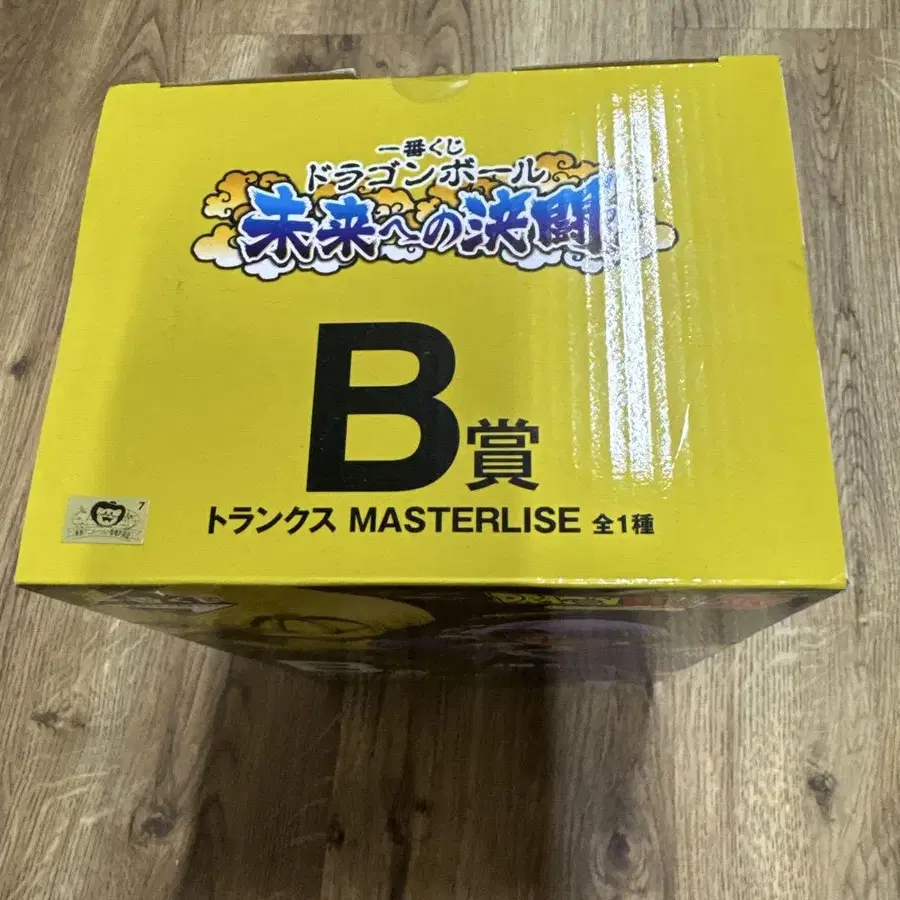 一番くじ
ドラゴンボール
未来への決闘
B賞
トランクス MASTERLISE 全1種
7